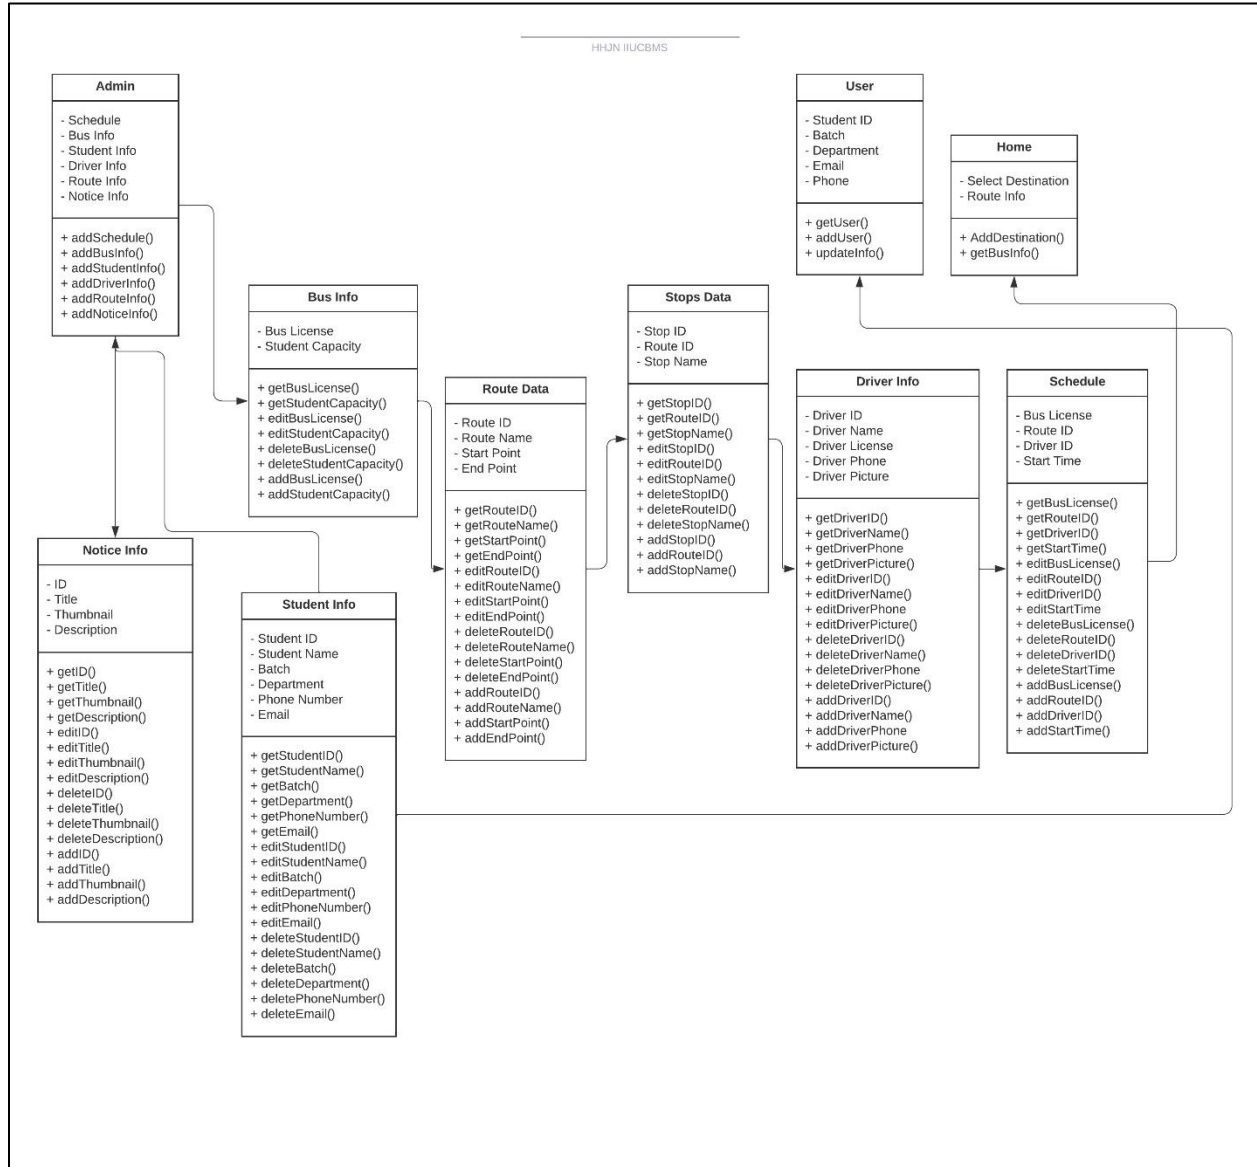 HHJN IIUCBMS
Admin
- Schedule
- Bus Info
- Student Info
- Driver Info
- Route Info
- Notice Info
+ addSchedule()
+ addBusInfo()
+ addStudentInfo()
+ addDriverInfo()
+ addRouteInfo()
+ addNoticeInfo()
User
- Student ID
- Batch
- Department
- Email
- Phone
+ getUser()
+ addUser()
+ updateInfo()
Home
- Select Destination
- Route Info
+ AddDestination()
+ getBusInfo()
Bus Info
- Bus License
- Student Capacity
+ getBusLicense()
+ getStudentCapacity()
+ editBusLicense()
+ editStudentCapacity()
+ deleteBusLicense()
+ deleteStudentCapacity()
+ addBusLicense()
+ addStudentCapacity()
Route Data
- Route ID
- Route Name
- Start Point
- End Point
+ getRouteID()
+ getRouteName()
+ getStartPoint()
+ getEndPoint()
+ editRouteID()
+ editRouteName()
+ editStartPoint()
+ editEndPoint()
+ deleteRouteID()
+ deleteRouteName()
+ deleteStartPoint()
+ deleteEndPoint()
+ addRouteID()
+ addRouteName()
+ addStartPoint()
+ addEndPoint()
Stops Data
- Stop ID
- Route ID
- Stop Name
+ getStopID()
+ getRouteID()
+ getStopName()
+ editStopID()
+ editRouteID()
+ editStopName()
+ deleteStopID()
+ deleteRouteID()
+ deleteStopName()
+ addStopID()
+ addRouteID()
+ addStopName()
Driver Info
- Driver ID
- Driver Name
- Driver License
- Driver Phone
- Driver Picture
+ getDriverID()
+ getDriverName()
+ getDriverPhone
+ getDriverPicture()
+ editDriverID()
+ editDriverName()
+ editDriverPhone
+ editDriverPicture()
+ deleteDriverID()
+ deleteDriverName()
+ deleteDriverPhone
+ deleteDriverPicture()
+ addDriverID()
+ addDriverName()
+ addDriverPhone
+ addDriverPicture()
Schedule
- Bus License
- Route ID
- Driver ID
- Start Time
+ getBusLicense()
+ getRouteID()
+ getDriverID()
+ getStartTime()
+ editBusLicense()
+ editRouteID()
+ editDriverID()
+ editStartTime
+ deleteBusLicense()
+ deleteRouteID()
+ deleteDriverID()
+ deleteStartTime
+ addBusLicense()
+ addRouteID()
+ addDriverID()
+ addStartTime()
Notice Info
- ID
- Title
- Thumbnail
- Description
+ getID()
+ getTitle()
+ getThumbnail()
+ getDescription()
+ editID()
+ editTitle()
+ editThumbnail()
+ editDescription()
+ deleteID()
+ deleteTitle()
+ deleteThumbnail()
+ deleteDescription()
+ addID()
+ addTitle()
+ addThumbnail()
+ addDescription()
Student Info
- Student ID
- Student Name
- Batch
- Department
- Phone Number
- Email
+ getStudentID()
+ getStudentName()
+ getBatch()
+ getDepartment()
+ getPhoneNumber()
+ getEmail()
+ editStudentID()
+ editStudentName()
+ editBatch()
+ editDepartment()
+ editPhoneNumber()
+ editEmail()
+ deleteStudentID()
+ deleteStudentName()
+ deleteBatch()
+ deleteDepartment()
+ deletePhoneNumber()
+ deleteEmail()